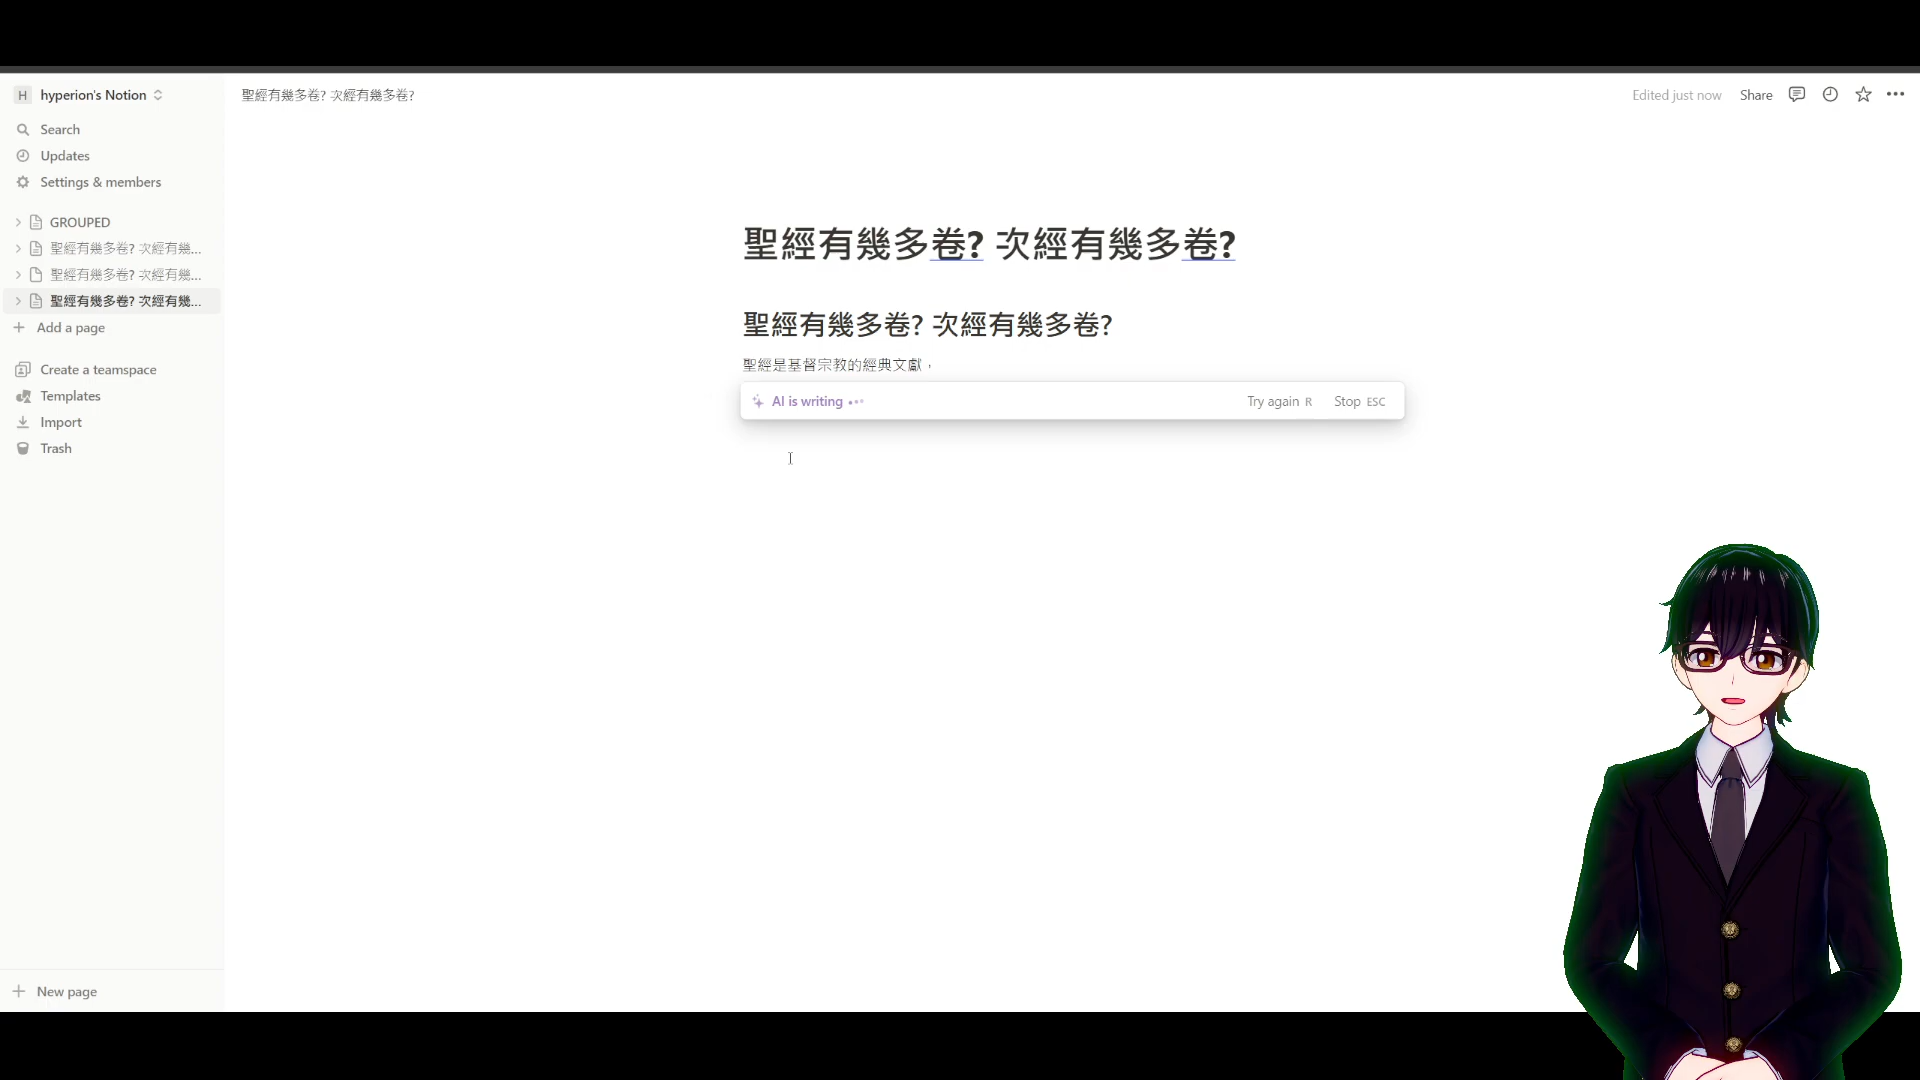 H hyperion's Notion
聖經有幾多卷? 次經有幾多卷?
Edited just now
Share
Search
Updates
Settings & members
GROUPED
聖經有幾多卷? 次經有幾...
聖經有幾多卷? 次經有幾...
聖經有幾多卷? 次經有幾...
Add a page
Create a teamspace
Templates
Import
Trash
New page
聖經有幾多卷? 次經有幾多卷?
聖經有幾多卷? 次經有幾多卷?
聖經是基督宗教的經典文獻，
AI is writing
Try again R
Stop ESC